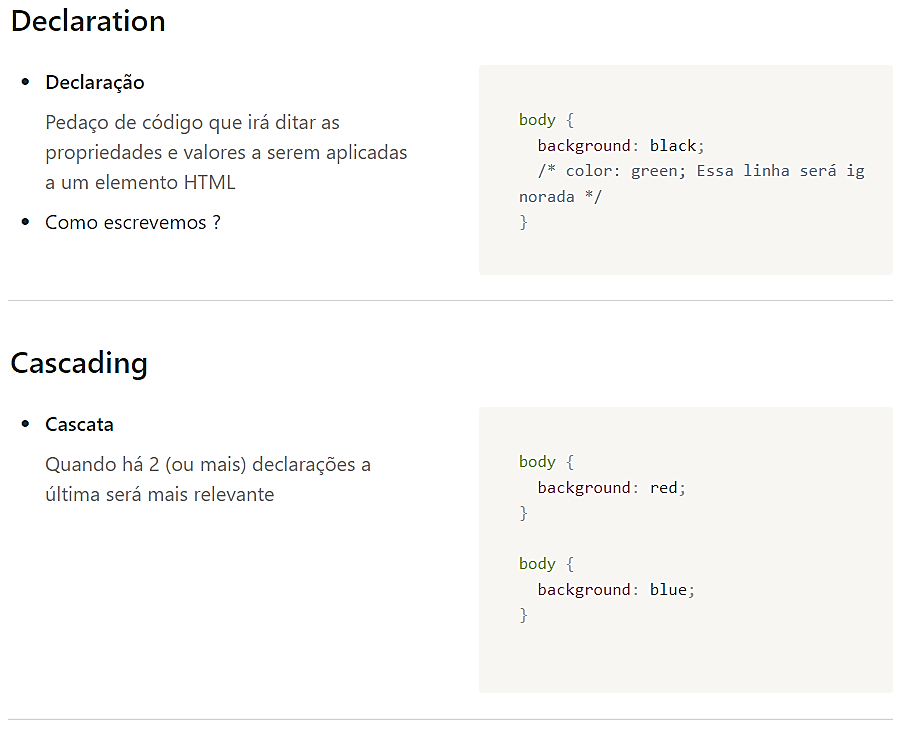 Declaration
• Declaração
Pedaço de código que irá ditar as
propriedades e valores a serem aplicadas
a um elemento HTML
• Como escrevemos ?
body {
  background: black;
  /* color: green; Essa linha será ig
norada */
}
Cascading
• Cascata
Quando há 2 (ou mais) declarações a
última será mais relevante
body {
  background: red;
}
body {
  background: blue;
}